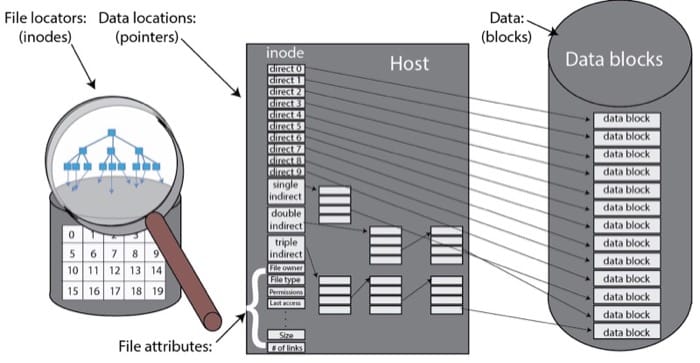 File locators:
(inodes)
Data locations:
(pointers)
Data:
(blocks)
inode
direct 0
direct 1
direct 2
direct 3
direct 4
direct 5
direct 6
direct 7
direct 8
direct 9
single
indirect
double
indirect
triple
indirect
File owner
File type
Permissions
Last access
Size
# of links
Host
Data blocks
data block
data block
data block
data block
data block
data block
data block
data block
data block
data block
data block
data block
data block
0 1 2 3
5 6 7 8 9
10 11 12 13 14
15 16 17 18 19
File attributes: